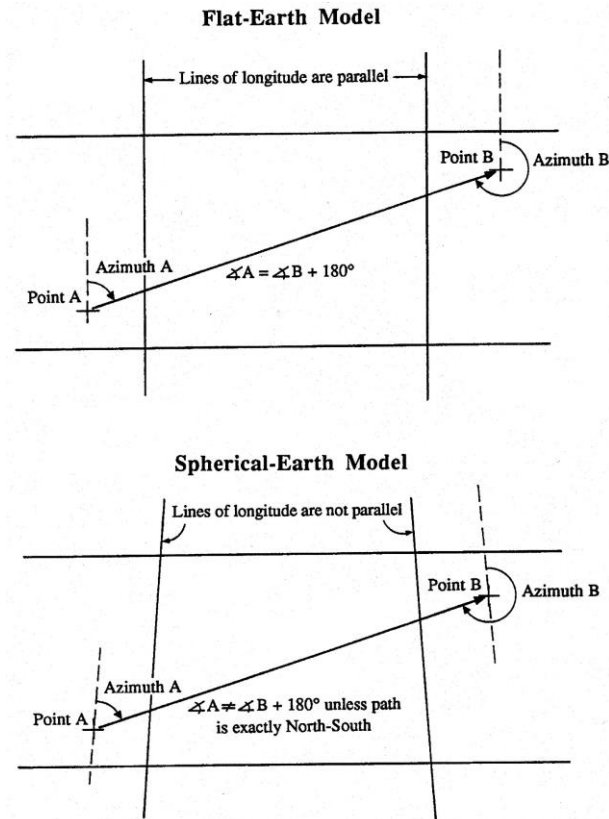 Flat-Earth Model
Lines of longitude are parallel
Point B
Azimuth B
Azimuth A
∡A = ∡B + 180°
Point A
Spherical-Earth Model
Lines of longitude are not parallel
Point B
Azimuth B
Azimuth A
∡A ≠ ∡B + 180° unless path
is exactly North-South
Point A